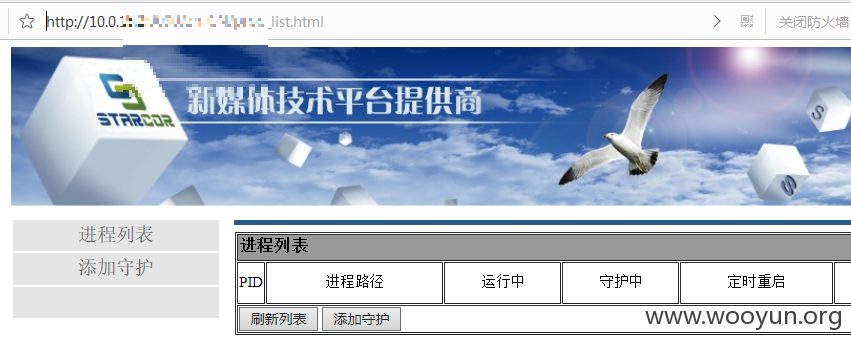 http://10.0.1
_list.html
关闭防火墙
STARCOR
新媒体技术平台提供商
S
S
进程列表
添加守护
进程列表
PID 进程路径 运行中 守护中 定时重启
刷新列表 添加守护
www.wooyun.org